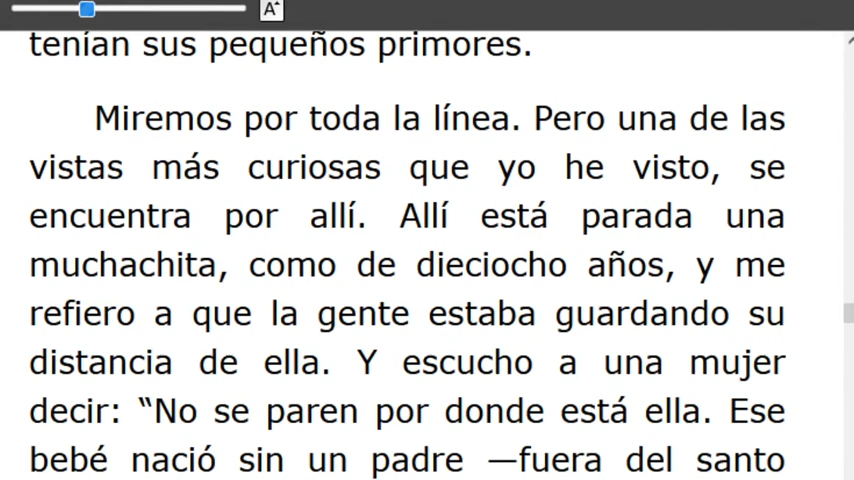 A
tenían sus pequeños primores.
Miremos por toda la línea. Pero una de las
vistas más curiosas que yo he visto, se
encuentra por allí. Allí está parada una
muchachita, como de dieciocho años, y me
refiero a que la gente estaba guardando su
distancia de ella. Y escucho a una mujer
decir: “No se paren por donde está ella. Ese
bebé nació sin un padre —fuera del santo